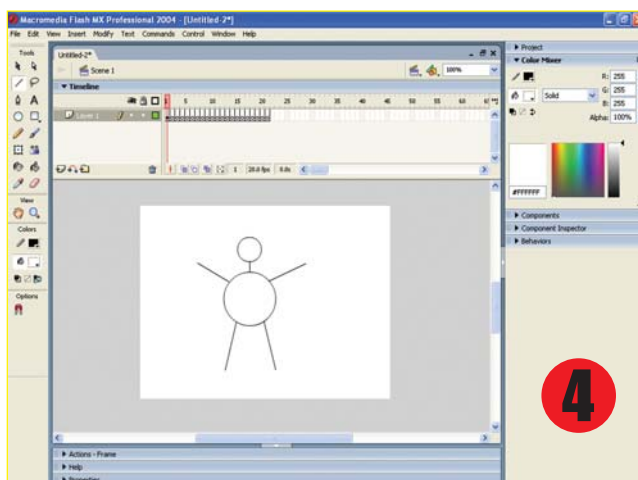 Macromedia Flash MX Professional 2004 - [Untitled-2*]
File Edit View Insert Modify Text Commands Control Window Help
Tools
View
Colors
Options
Untitled-2*
Scene 1
100%
Timeline
5 10 15 20 25 30 35 40 45 50 55 60
Layer 1
1 20.0 fps 0.0s
Actions - Frame
Help
Properties
Project
Color Mixer
R: 255
Solid
G: 255
B: 255
Alpha: 100%
#FFFFFF
Components
Component Inspector
Behaviors
4